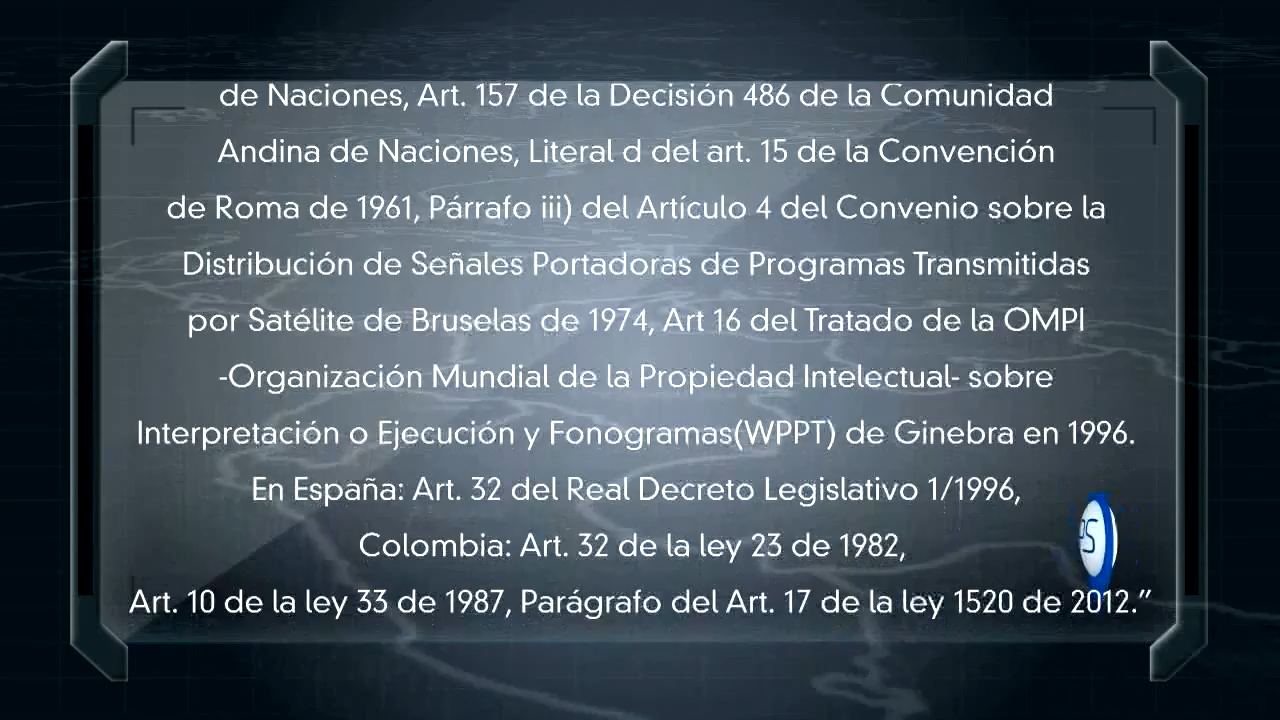 de Naciones, Art. 157 de la Decisión 486 de la Comunidad
Andina de Naciones, Literal d del art. 15 de la Convención
de Roma de 1961, Párrafo iii) del Artículo 4 del Convenio sobre la
Distribución de Señales Portadoras de Programas Transmitidas
por Satélite de Bruselas de 1974, Art 16 del Tratado de la OMPI
-Organización Mundial de la Propiedad Intelectual- sobre
Interpretación o Ejecución y Fonogramas(WPPT) de Ginebra en 1996.
En España: Art. 32 del Real Decreto Legislativo 1/1996,
Colombia: Art. 32 de la ley 23 de 1982,
Art. 10 de la ley 33 de 1987, Parágrafo del Art. 17 de la ley 1520 de 2012.”